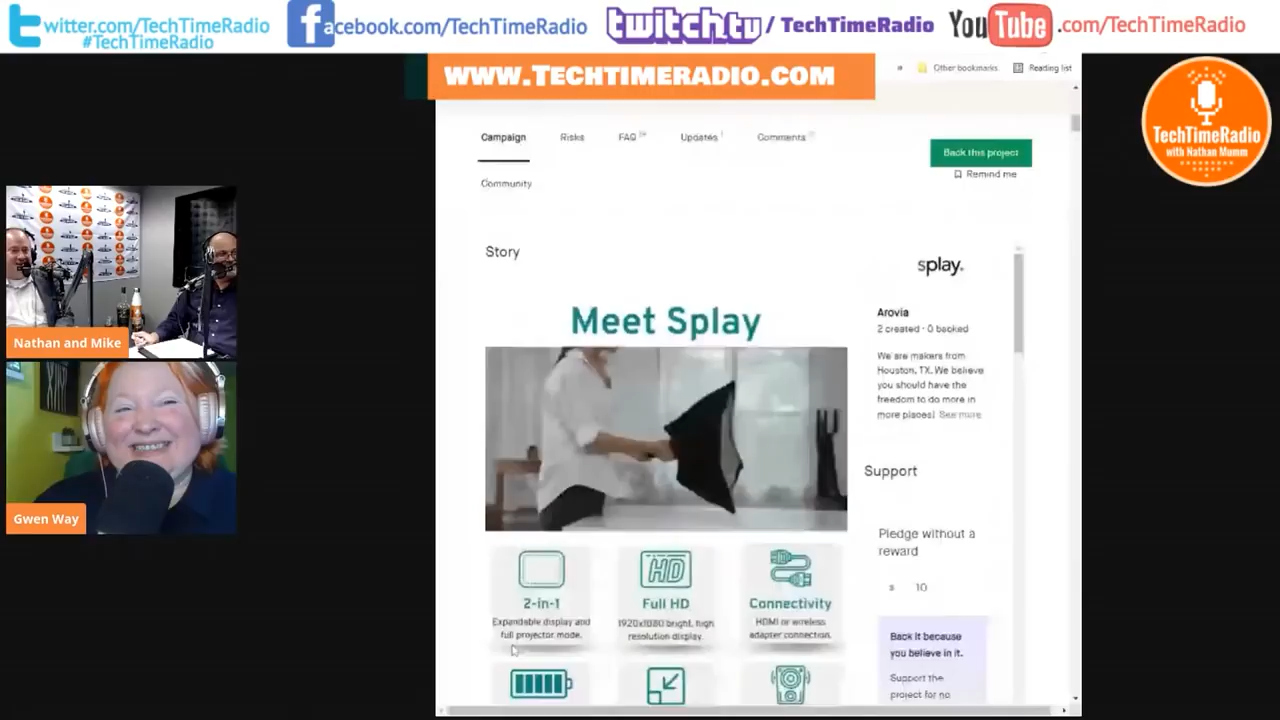 twitter.com/TechTimeRadio
#TechTimeRadio
facebook.com/TechTimeRadio
twitch.tv / TechTimeRadio
YouTube.com/TechTimeRadio
www.Techtimeradio.com
» Other bookmarks Reading list
TechTimeRadio
with Nathan Mumm
Campaign Risks FAQ Updates 1 Comments
Back this project
Remind me
Community
Story
splay.
Meet Splay
Arovia
2 created · 0 backed
We are makers from
Houston, TX. We believe
you should have the
freedom to do more in
more places! See more
Nathan and Mike
Support
Gwen Way
Pledge without a
reward
$ 10
HD
2-in-1
Expandable display and
full projector mode.
Full HD
1920x1080 bright, high
resolution display.
Connectivity
HDMI or wireless
adapter connection.
Back it because
you believe in it.
Support the
project for no